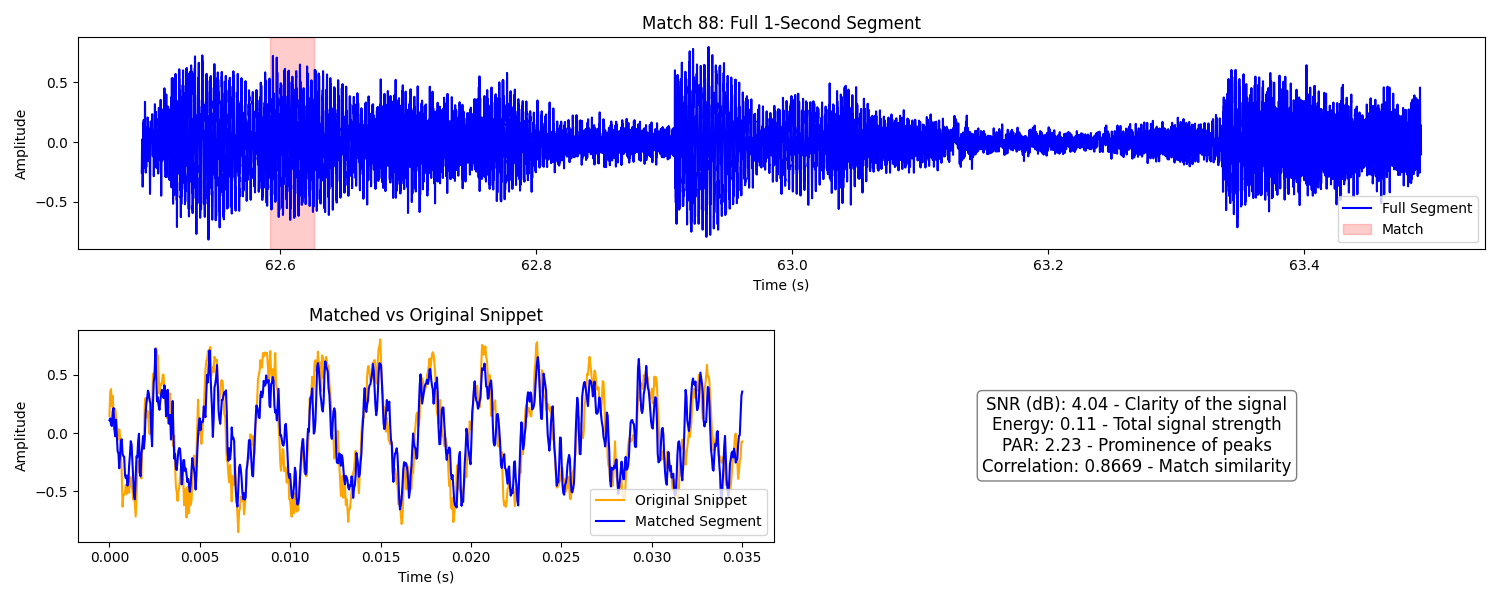 Match 88: Full 1-Second Segment
Amplitude
0.5
0.0
−0.5
62.6
62.8
63.0
63.2
63.4
Time (s)
Full Segment
Match
Matched vs Original Snippet
Amplitude
0.5
0.0
−0.5
0.000
0.005
0.010
0.015
0.020
0.025
0.030
0.035
Time (s)
Original Snippet
Matched Segment
SNR (dB): 4.04 - Clarity of the signal
Energy: 0.11 - Total signal strength
PAR: 2.23 - Prominence of peaks
Correlation: 0.8669 - Match similarity